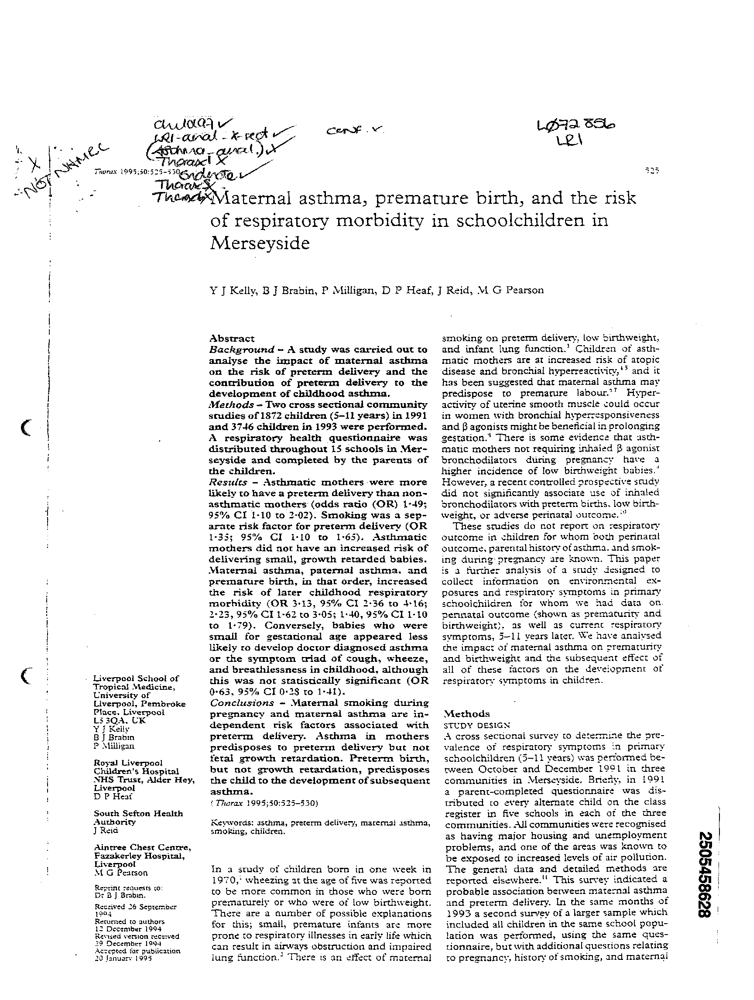 childQ7 ✓
LRI-anal-x-rect ✓
(Asthma-anal.) X
Thorax1 X
Endnote ✓
Thorax X
conf. ✓
L072 856
LRI
X
NOT NAMEC
Thorax 1995;50:525-530
525
Maternal asthma, premature birth, and the risk
of respiratory morbidity in schoolchildren in
Merseyside
Y J Kelly, B J Brabin, P Milligan, D P Heaf, J Reid, M G Pearson
Liverpool School of
Tropical Medicine,
University of
Liverpool, Pembroke
Place, Liverpool
L5 3QA, UK
Y J Kelly
B J Brabin
P Milligan
Royal Liverpool
Children's Hospital
NHS Trust, Alder Hey,
Liverpool
D P Heaf
South Sefton Health
Authority
J Reid
Aintree Chest Centre,
Fazakerley Hospital,
Liverpool
M G Pearson
Reprint requests to:
Dr B J Brabin.
Received 26 September
1994
Returned to authors
12 December 1994
Revised version received
29 December 1994
Accepted for publication
20 January 1995
Abstract
Background – A study was carried out to
analyse the impact of maternal asthma
on the risk of preterm delivery and the
contribution of preterm delivery to the
development of childhood asthma.
Methods – Two cross sectional community
studies of 1872 children (5–11 years) in 1991
and 3746 children in 1993 were performed.
A respiratory health questionnaire was
distributed throughout 15 schools in Mer-
seyside and completed by the parents of
the children.
Results – Asthmatic mothers were more
likely to have a preterm delivery than non-
asthmatic mothers (odds ratio (OR) 1·49;
95% CI 1·10 to 2·02). Smoking was a sep-
arate risk factor for preterm delivery (OR
1·35; 95% CI 1·10 to 1·65). Asthmatic
mothers did not have an increased risk of
delivering small, growth retarded babies.
Maternal asthma, paternal asthma, and
premature birth, in that order, increased
the risk of later childhood respiratory
morbidity (OR 3·13, 95% CI 2·36 to 4·16;
2·23, 95% CI 1·62 to 3·05; 1·40, 95% CI 1·10
to 1·79). Conversely, babies who were
small for gestational age appeared less
likely to develop doctor diagnosed asthma
or the symptom triad of cough, wheeze,
and breathlessness in childhood, although
this was not statistically significant (OR
0·63, 95% CI 0·28 to 1·41).
Conclusions – Maternal smoking during
pregnancy and maternal asthma are in-
dependent risk factors associated with
preterm delivery. Asthma in mothers
predisposes to preterm delivery but not
fetal growth retardation. Preterm birth,
but not growth retardation, predisposes
the child to the development of subsequent
asthma.
(Thorax 1995;50:525–530)
Keywords: asthma, preterm delivery, maternal asthma,
smoking, children.
In a study of children born in one week in
1970,¹ wheezing at the age of five was reported
to be more common in those who were born
prematurely or who were of low birthweight.
There are a number of possible explanations
for this; small, premature infants are more
prone to respiratory illnesses in early life which
can result in airways obstruction and impaired
lung function.² There is an effect of maternal
smoking on preterm delivery, low birthweight,
and infant lung function.³ Children of asth-
matic mothers are at increased risk of atopic
disease and bronchial hyperreactivity,⁴⁵ and it
has been suggested that maternal asthma may
predispose to premature labour.⁵⁻⁷ Hyper-
activity of uterine smooth muscle could occur
in women with bronchial hyperresponsiveness
and β agonists might be beneficial in prolonging
gestation.⁸ There is some evidence that asth-
matic mothers not requiring inhaled β agonist
bronchodilators during pregnancy have a
higher incidence of low birthweight babies.⁹
However, a recent controlled prospective study
did not significantly associate use of inhaled
bronchodilators with preterm births, low birth-
weight, or adverse perinatal outcome.¹⁰
These studies do not report on respiratory
outcome in children for whom both perinatal
outcome, parental history of asthma, and smok-
ing during pregnancy are known. This paper
is a further analysis of a study designed to
collect information on environmental ex-
posures and respiratory symptoms in primary
schoolchildren for whom we had data on
perinatal outcome (shown as prematurity and
birthweight), as well as current respiratory
symptoms, 5–11 years later. We have analysed
the impact of maternal asthma on prematurity
and birthweight and the subsequent effect of
all of these factors on the development of
respiratory symptoms in children.
Methods
STUDY DESIGN
A cross sectional survey to determine the pre-
valence of respiratory symptoms in primary
schoolchildren (5–11 years) was performed be-
tween October and December 1991 in three
communities in Merseyside. Briefly, in 1991
a parent-completed questionnaire was dis-
tributed to every alternate child on the class
register in five schools in each of the three
communities. All communities were recognised
as having major housing and unemployment
problems, and one of the areas was known to
be exposed to increased levels of air pollution.
The general data and detailed methods are
reported elsewhere.¹¹ This survey indicated a
probable association between maternal asthma
and preterm delivery. In the same months of
1993 a second survey of a larger sample which
included all children in the same school popu-
lation was performed, using the same ques-
tionnaire, but with additional questions relating
to pregnancy, history of smoking, and maternal
2505458628